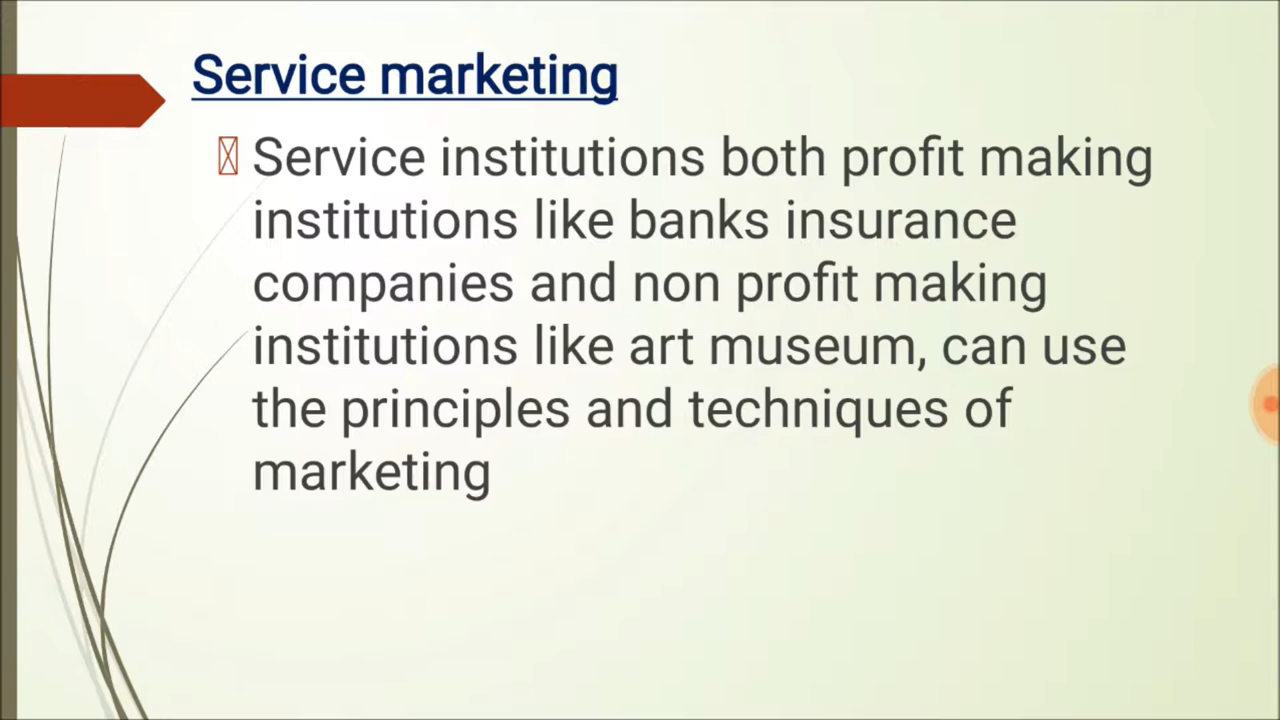 Service marketing
Service institutions both profit making
institutions like banks insurance
companies and non profit making
institutions like art museum, can use
the principles and techniques of
marketing